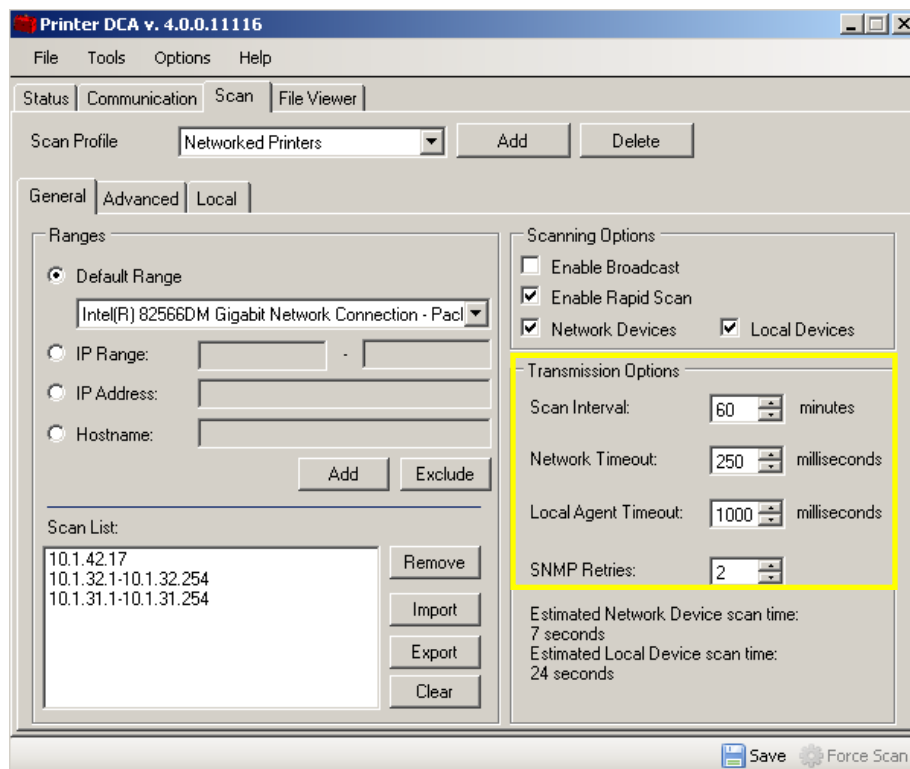 Printer DCA v. 4.0.0.11116
File Tools Options Help
Status Communication Scan File Viewer
Scan Profile Networked Printers Add Delete
General Advanced Local
Ranges
Default Range
Intel(R) 82566DM Gigabit Network Connection - Pacl
IP Range: -
IP Address:
Hostname:
Add Exclude
Scan List:
10.1.42.17
10.1.32.1-10.1.32.254
10.1.31.1-10.1.31.254
Remove
Import
Export
Clear
Scanning Options
Enable Broadcast
Enable Rapid Scan
Network Devices Local Devices
Transmission Options
Scan Interval: 60 minutes
Network Timeout: 250 milliseconds
Local Agent Timeout: 1000 milliseconds
SNMP Retries: 2
Estimated Network Device scan time:
7 seconds
Estimated Local Device scan time:
24 seconds
Save Force Scan